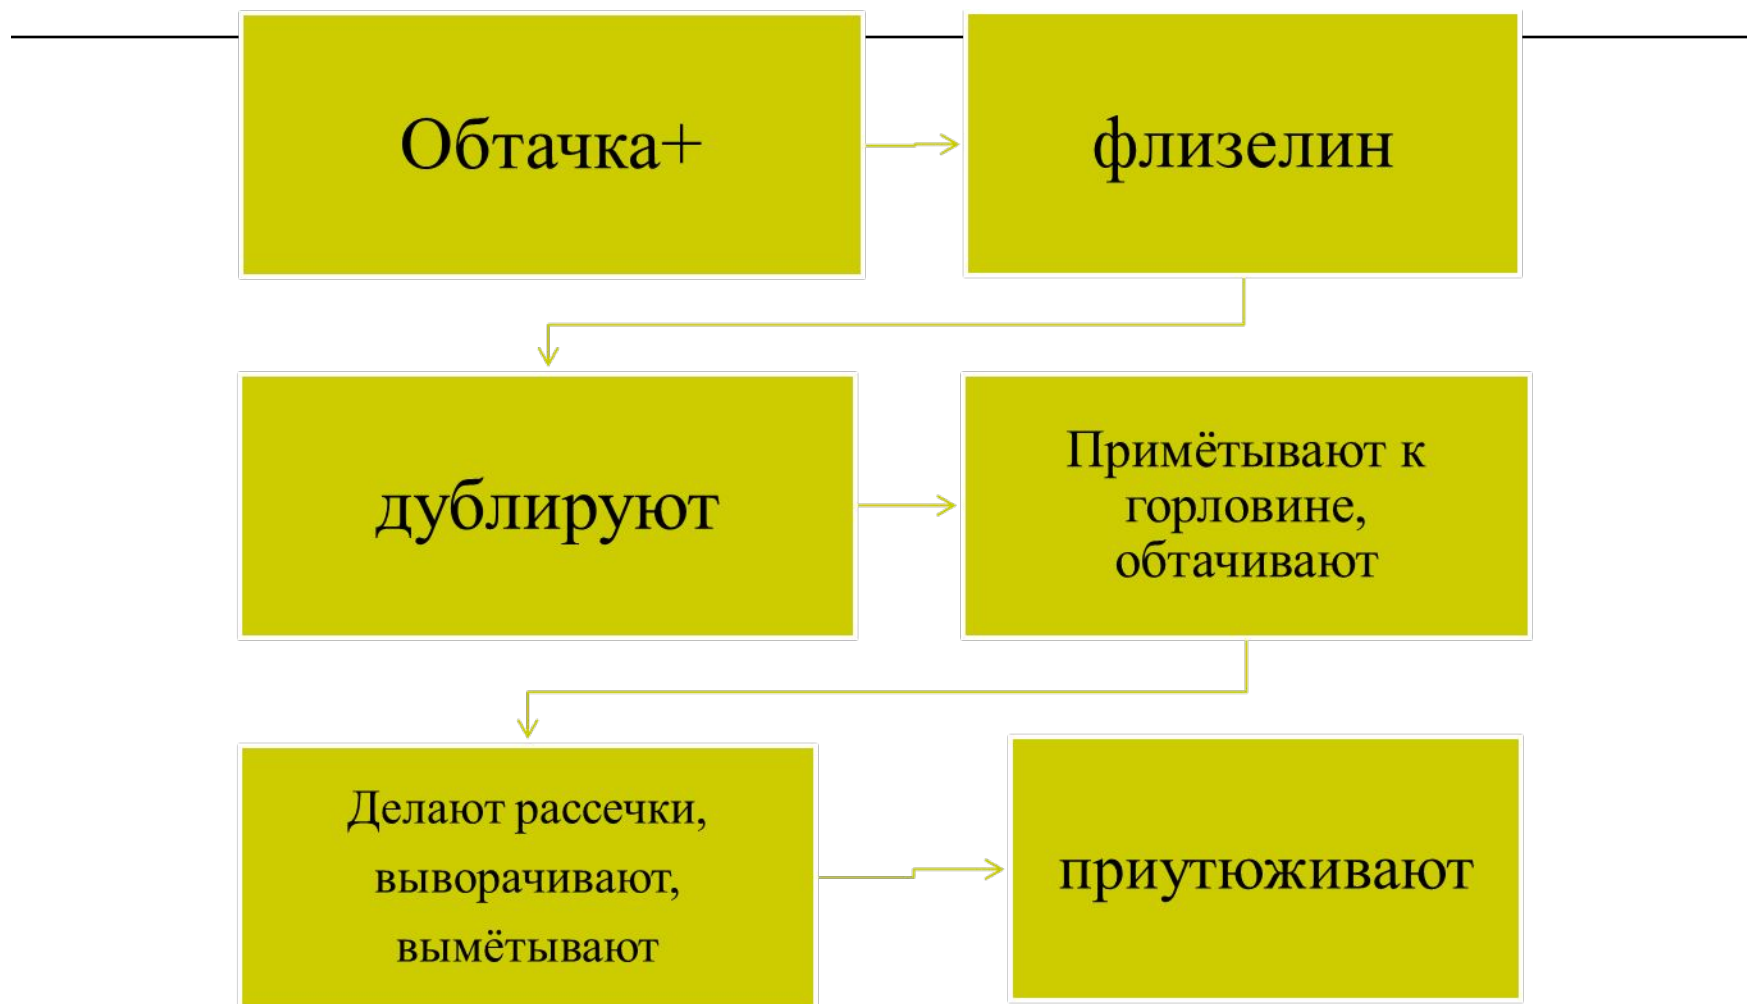 Обтачка+
флизелин
дублируют
Примётывают к
горловине,
обтачивают
Делают рассечки,
выворачивают,
вымётывают
приутюживают